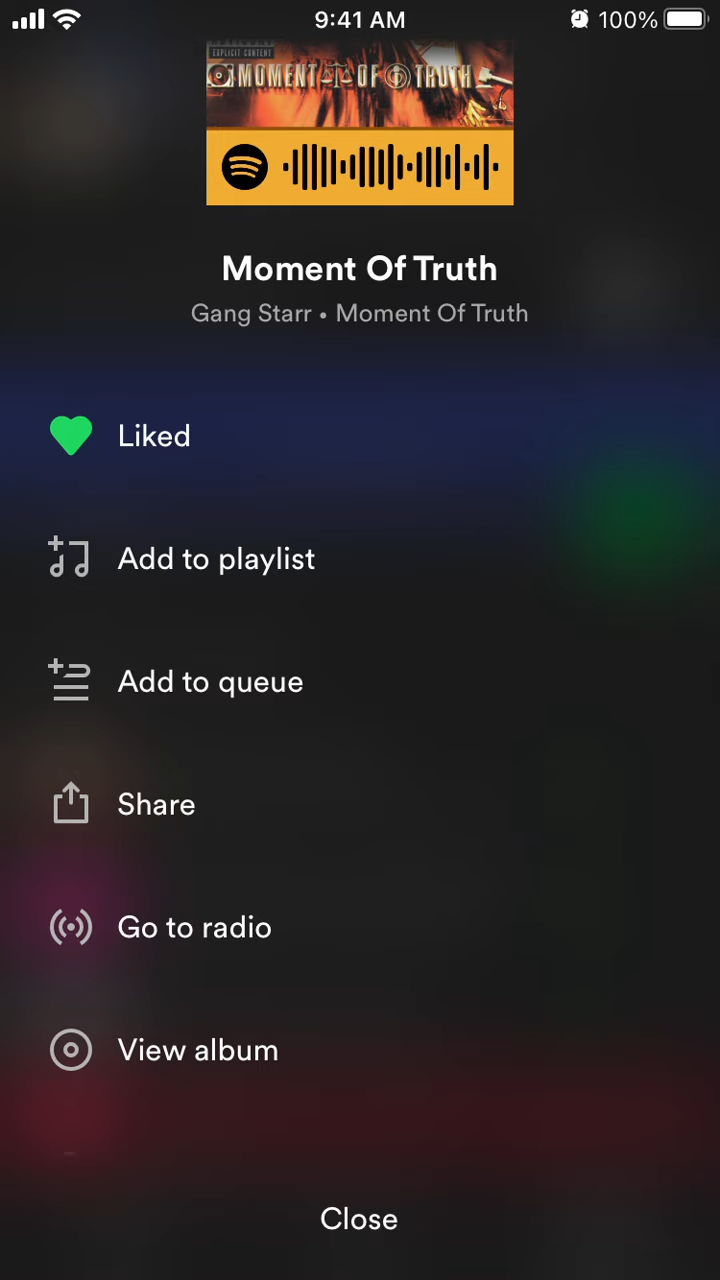 9:41 AM
100%
EXPLICIT CONTENT
MOMENT OF TRUTH
Moment Of Truth
Gang Starr • Moment Of Truth
Liked
Add to playlist
Add to queue
Share
Go to radio
View album
Close